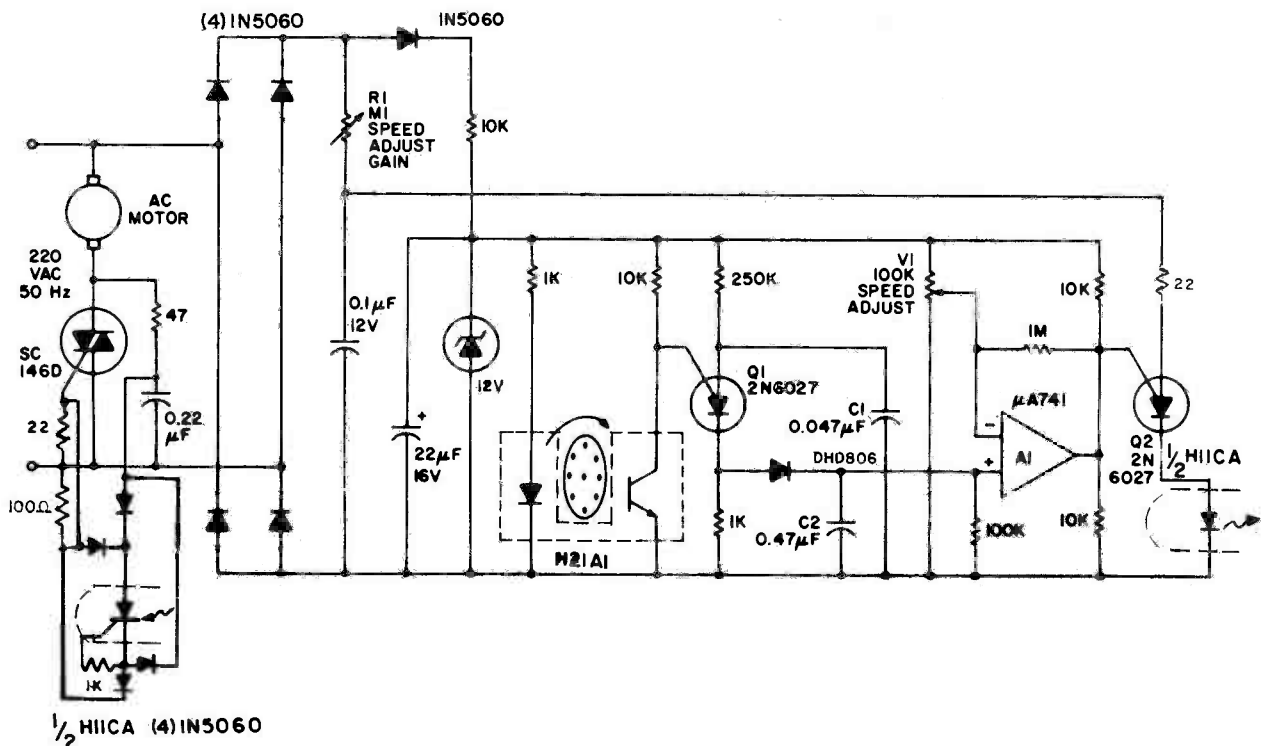 (4) 1N5060
1N5060
R1
M1
SPEED
ADJUST
GAIN
10K
AC
MOTOR
220
VAC
50 Hz
47
SC
146D
22
0.22
µF
100Ω
1K
1/2 H11CA (4) 1N5060
0.1µF
12V
22µF
16V
+
12V
1K
10K
250K
Q1
2N6027
H21A1
1K
DHD806
C1
0.047µF
C2
0.47µF
V1
100K
SPEED
ADJUST
1M
µA741
-
+
A1
100K
10K
10K
22
Q2
2N
6027
1/2 H11CA